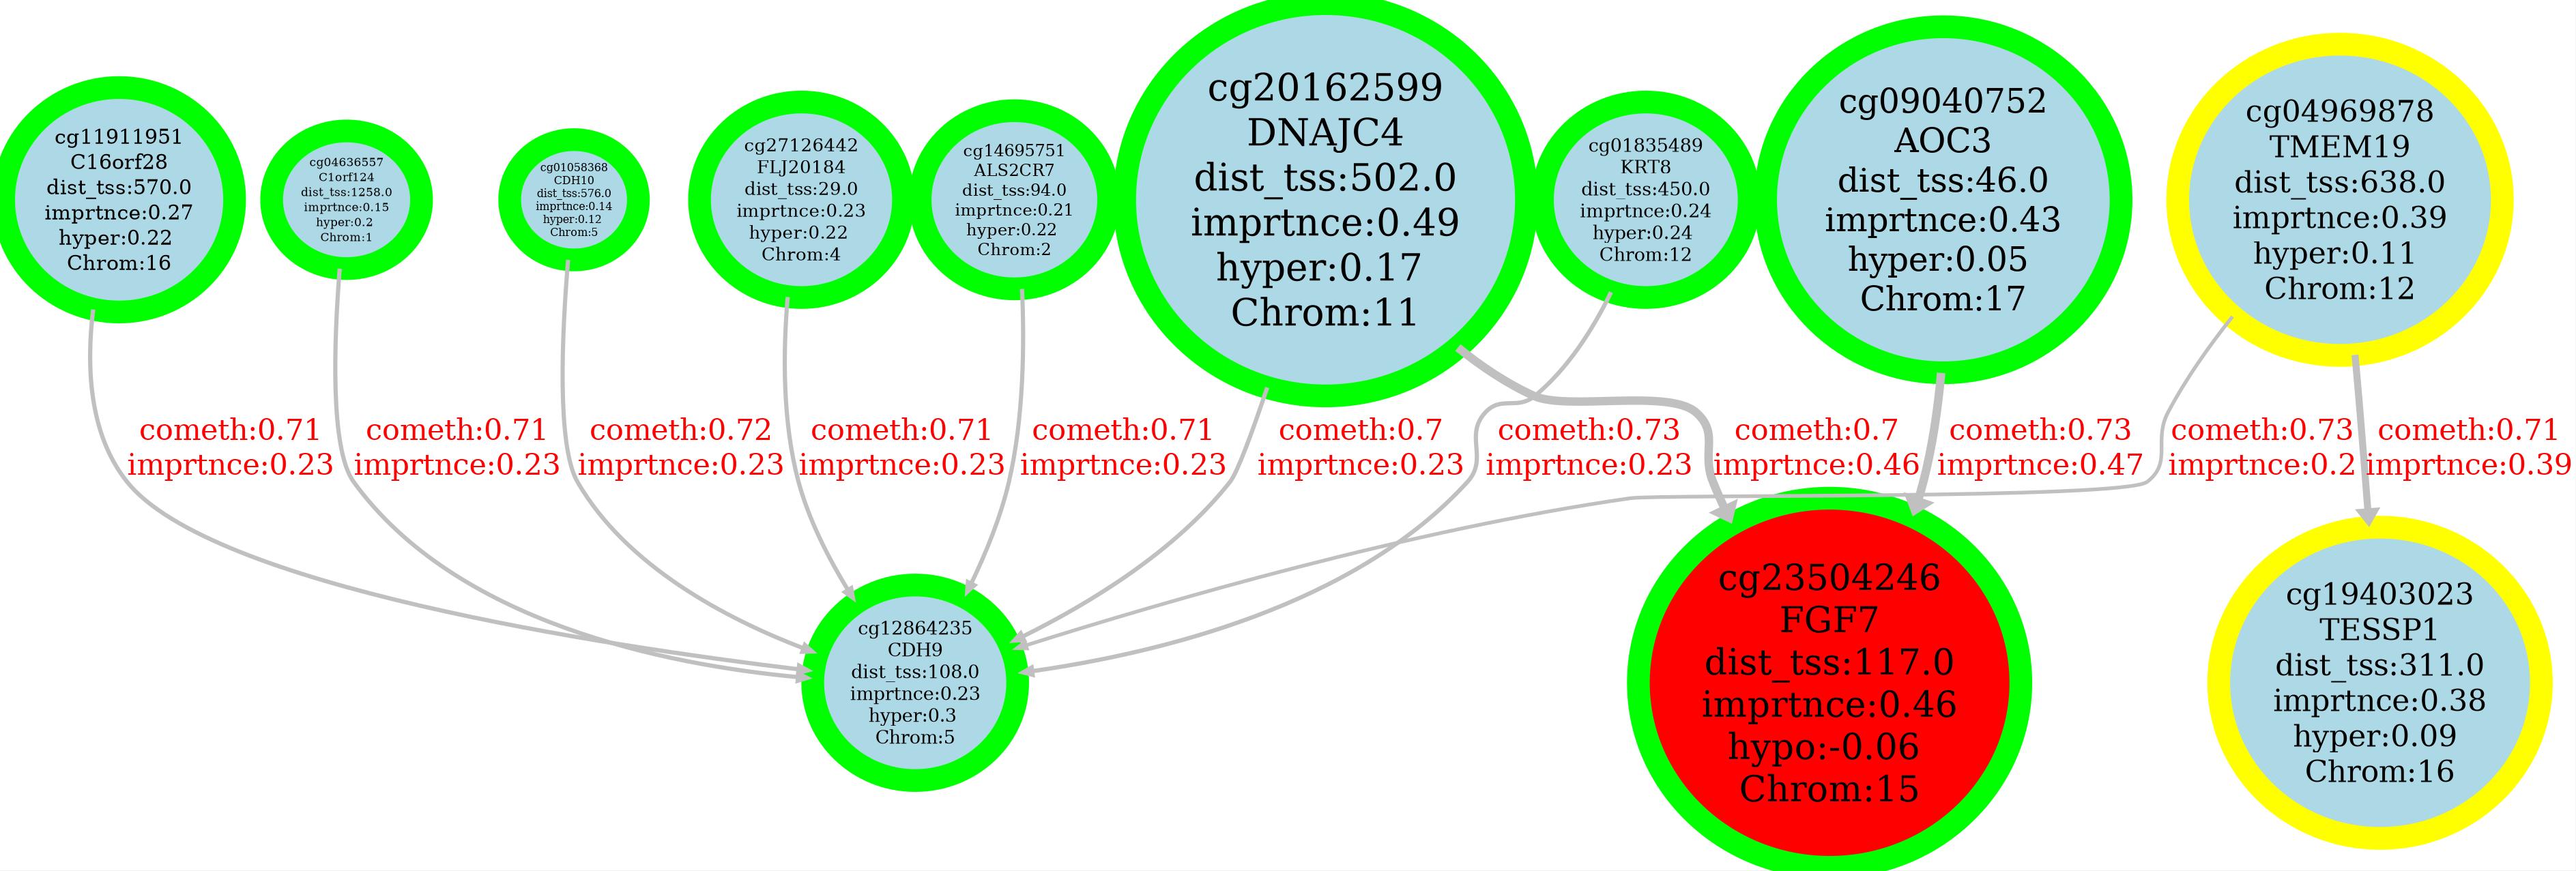 cg11911951
C16orf28
dist_tss:570.0
imprtnce:0.27
hyper:0.22
Chrom:16
cg04636557
C1orf124
dist_tss:1258.0
imprtnce:0.15
hyper:0.2
Chrom:1
cg01058368
CDH10
dist_tss:576.0
imprtnce:0.14
hyper:0.12
Chrom:5
cg27126442
FLJ20184
dist_tss:29.0
imprtnce:0.23
hyper:0.22
Chrom:4
cg14695751
ALS2CR7
dist_tss:94.0
imprtnce:0.21
hyper:0.22
Chrom:2
cg20162599
DNAJC4
dist_tss:502.0
imprtnce:0.49
hyper:0.17
Chrom:11
cg01835489
KRT8
dist_tss:450.0
imprtnce:0.24
hyper:0.24
Chrom:12
cg09040752
AOC3
dist_tss:46.0
imprtnce:0.43
hyper:0.05
Chrom:17
cg04969878
TMEM19
dist_tss:638.0
imprtnce:0.39
hyper:0.11
Chrom:12
cometh:0.71
imprtnce:0.23
cometh:0.71
imprtnce:0.23
cometh:0.72
imprtnce:0.23
cometh:0.71
imprtnce:0.23
cometh:0.71
imprtnce:0.23
cometh:0.7
imprtnce:0.23
cometh:0.73
imprtnce:0.23
cometh:0.7
imprtnce:0.46
cometh:0.73
imprtnce:0.47
cometh:0.73
imprtnce:0.2
cometh:0.71
imprtnce:0.39
cg12864235
CDH9
dist_tss:108.0
imprtnce:0.23
hyper:0.3
Chrom:5
cg23504246
FGF7
dist_tss:117.0
imprtnce:0.46
hypo:-0.06
Chrom:15
cg19403023
TESSP1
dist_tss:311.0
imprtnce:0.38
hyper:0.09
Chrom:16